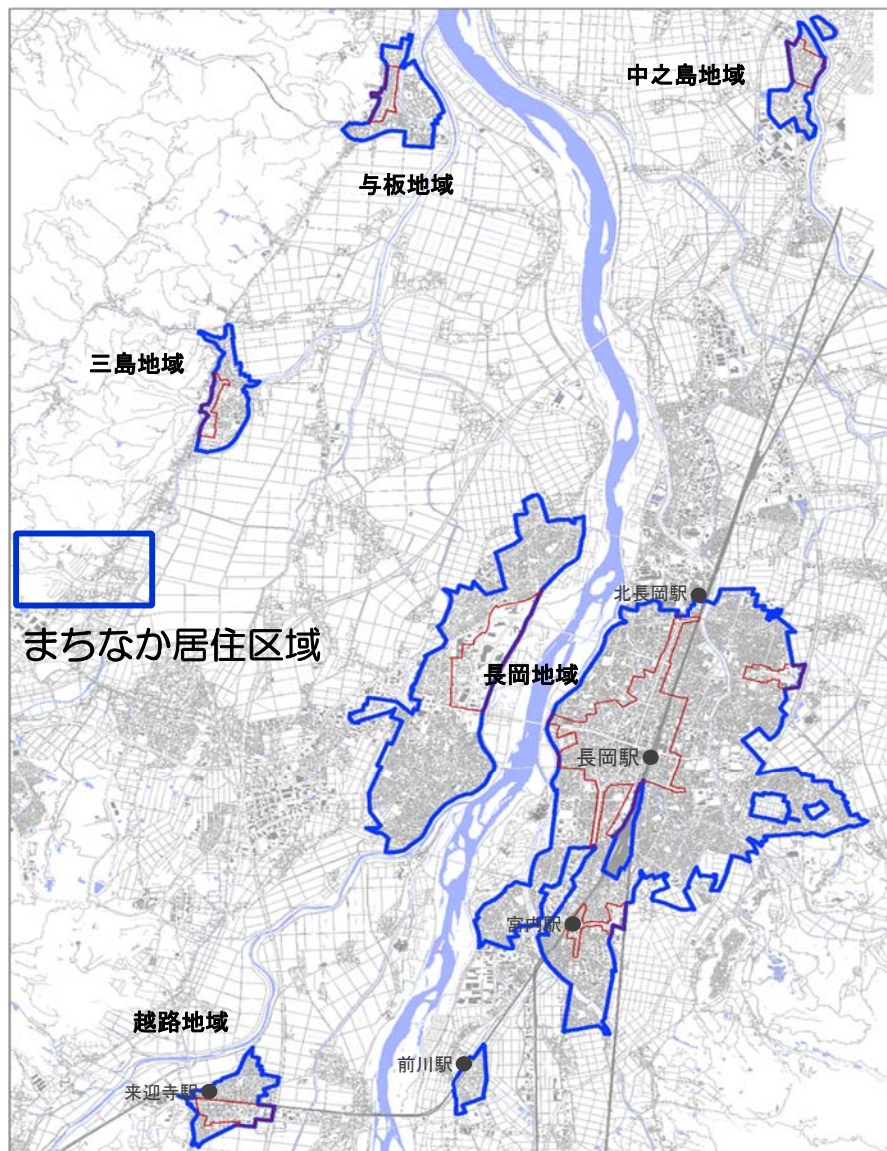 中之島地域
与板地域
三島地域
北長岡駅
まちなか居住区域
長岡地域
長岡駅
宮内駅
越路地域
前川駅
来迎寺駅